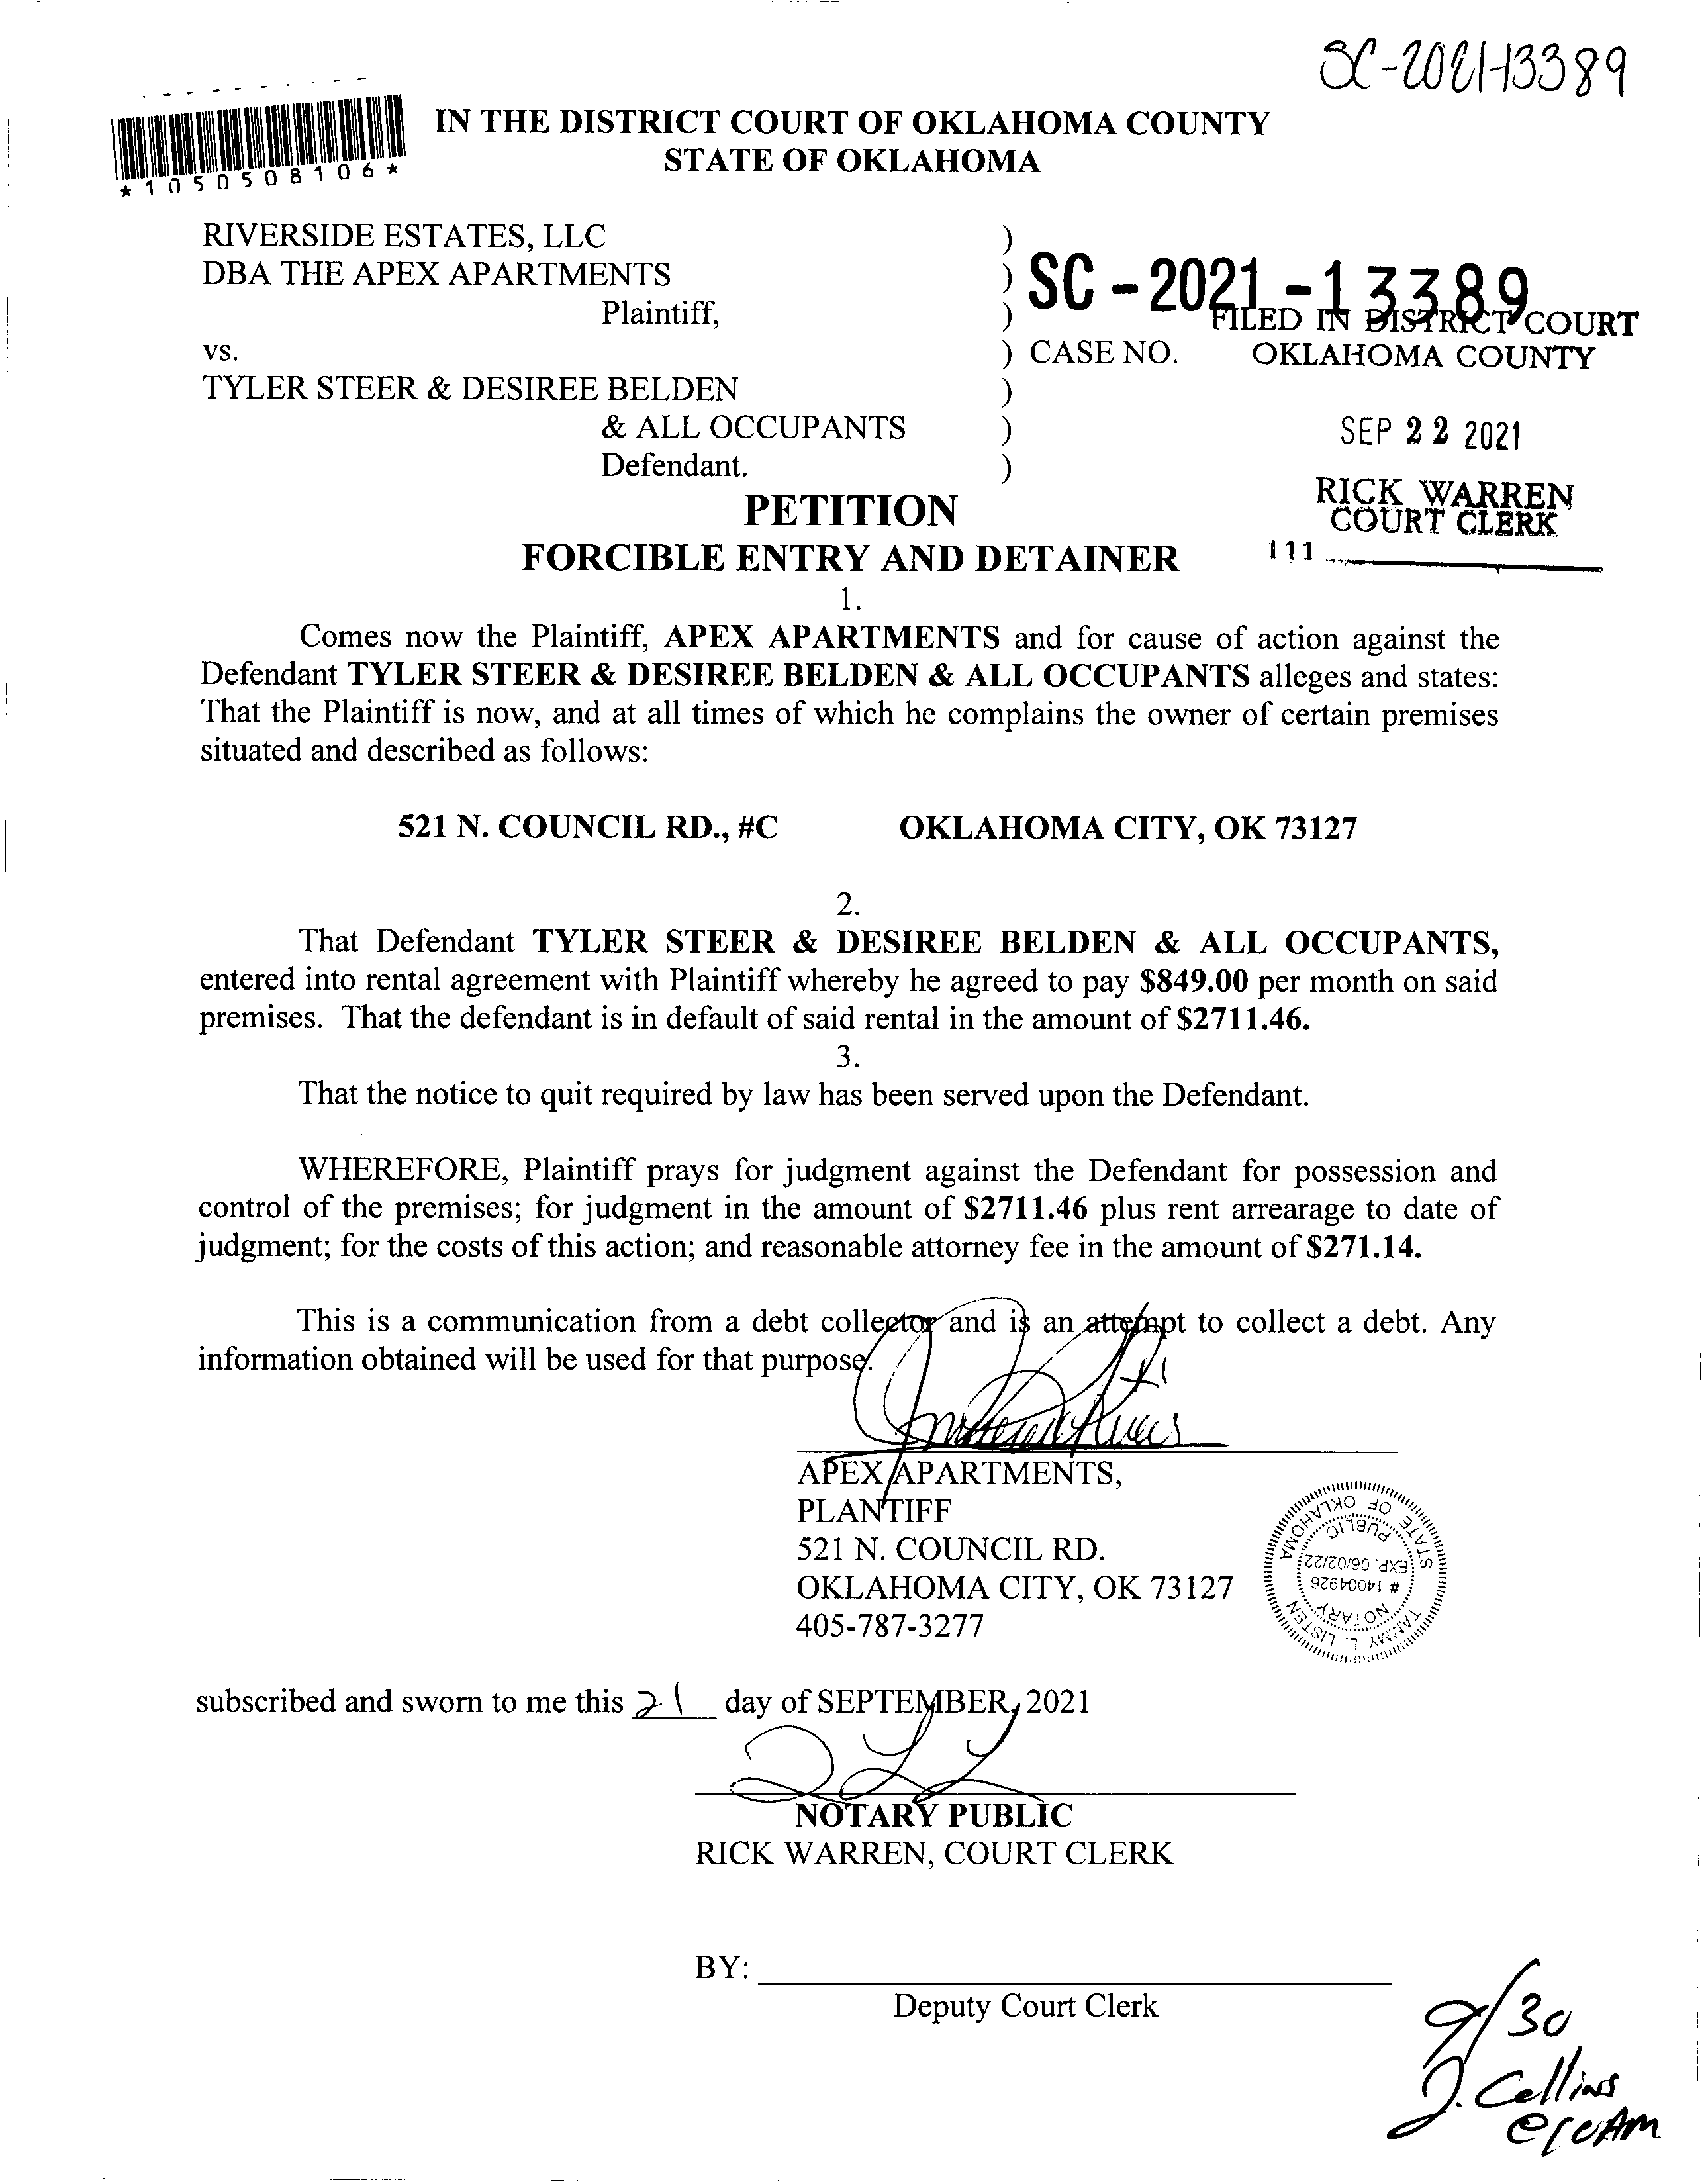 SC-2021-13389
*1050508106*
IN THE DISTRICT COURT OF OKLAHOMA COUNTY
STATE OF OKLAHOMA
RIVERSIDE ESTATES, LLC )
DBA THE APEX APARTMENTS )
Plaintiff, )
SC-2021-13389
FILED IN DISTRICT COURT
vs. ) CASE NO. OKLAHOMA COUNTY
TYLER STEER & DESIREE BELDEN )
& ALL OCCUPANTS )
SEP 22 2021
Defendant. )
RICK WARREN
COURT CLERK
111
PETITION
FORCIBLE ENTRY AND DETAINER
1.
Comes now the Plaintiff, APEX APARTMENTS and for cause of action against the
Defendant TYLER STEER & DESIREE BELDEN & ALL OCCUPANTS alleges and states:
That the Plaintiff is now, and at all times of which he complains the owner of certain premises
situated and described as follows:
521 N. COUNCIL RD., #C OKLAHOMA CITY, OK 73127
2.
That Defendant TYLER STEER & DESIREE BELDEN & ALL OCCUPANTS,
entered into rental agreement with Plaintiff whereby he agreed to pay $849.00 per month on said
premises. That the defendant is in default of said rental in the amount of $2711.46.
3.
That the notice to quit required by law has been served upon the Defendant.
WHEREFORE, Plaintiff prays for judgment against the Defendant for possession and
control of the premises; for judgment in the amount of $2711.46 plus rent arrearage to date of
judgment; for the costs of this action; and reasonable attorney fee in the amount of $271.14.
This is a communication from a debt collector and is an attempt to collect a debt. Any
information obtained will be used for that purpose.
APEX APARTMENTS,
PLANTIFF
521 N. COUNCIL RD.
OKLAHOMA CITY, OK 73127
405-787-3277
TAMMY L. LISTEN
NOTARY
# 14004926
EXP. 06/02/22
PUBLIC
STATE OF OKLAHOMA
subscribed and sworn to me this 21 day of SEPTEMBER, 2021
NOTARY PUBLIC
RICK WARREN, COURT CLERK
BY:
Deputy Court Clerk
9/30
J. Collins
@10AM